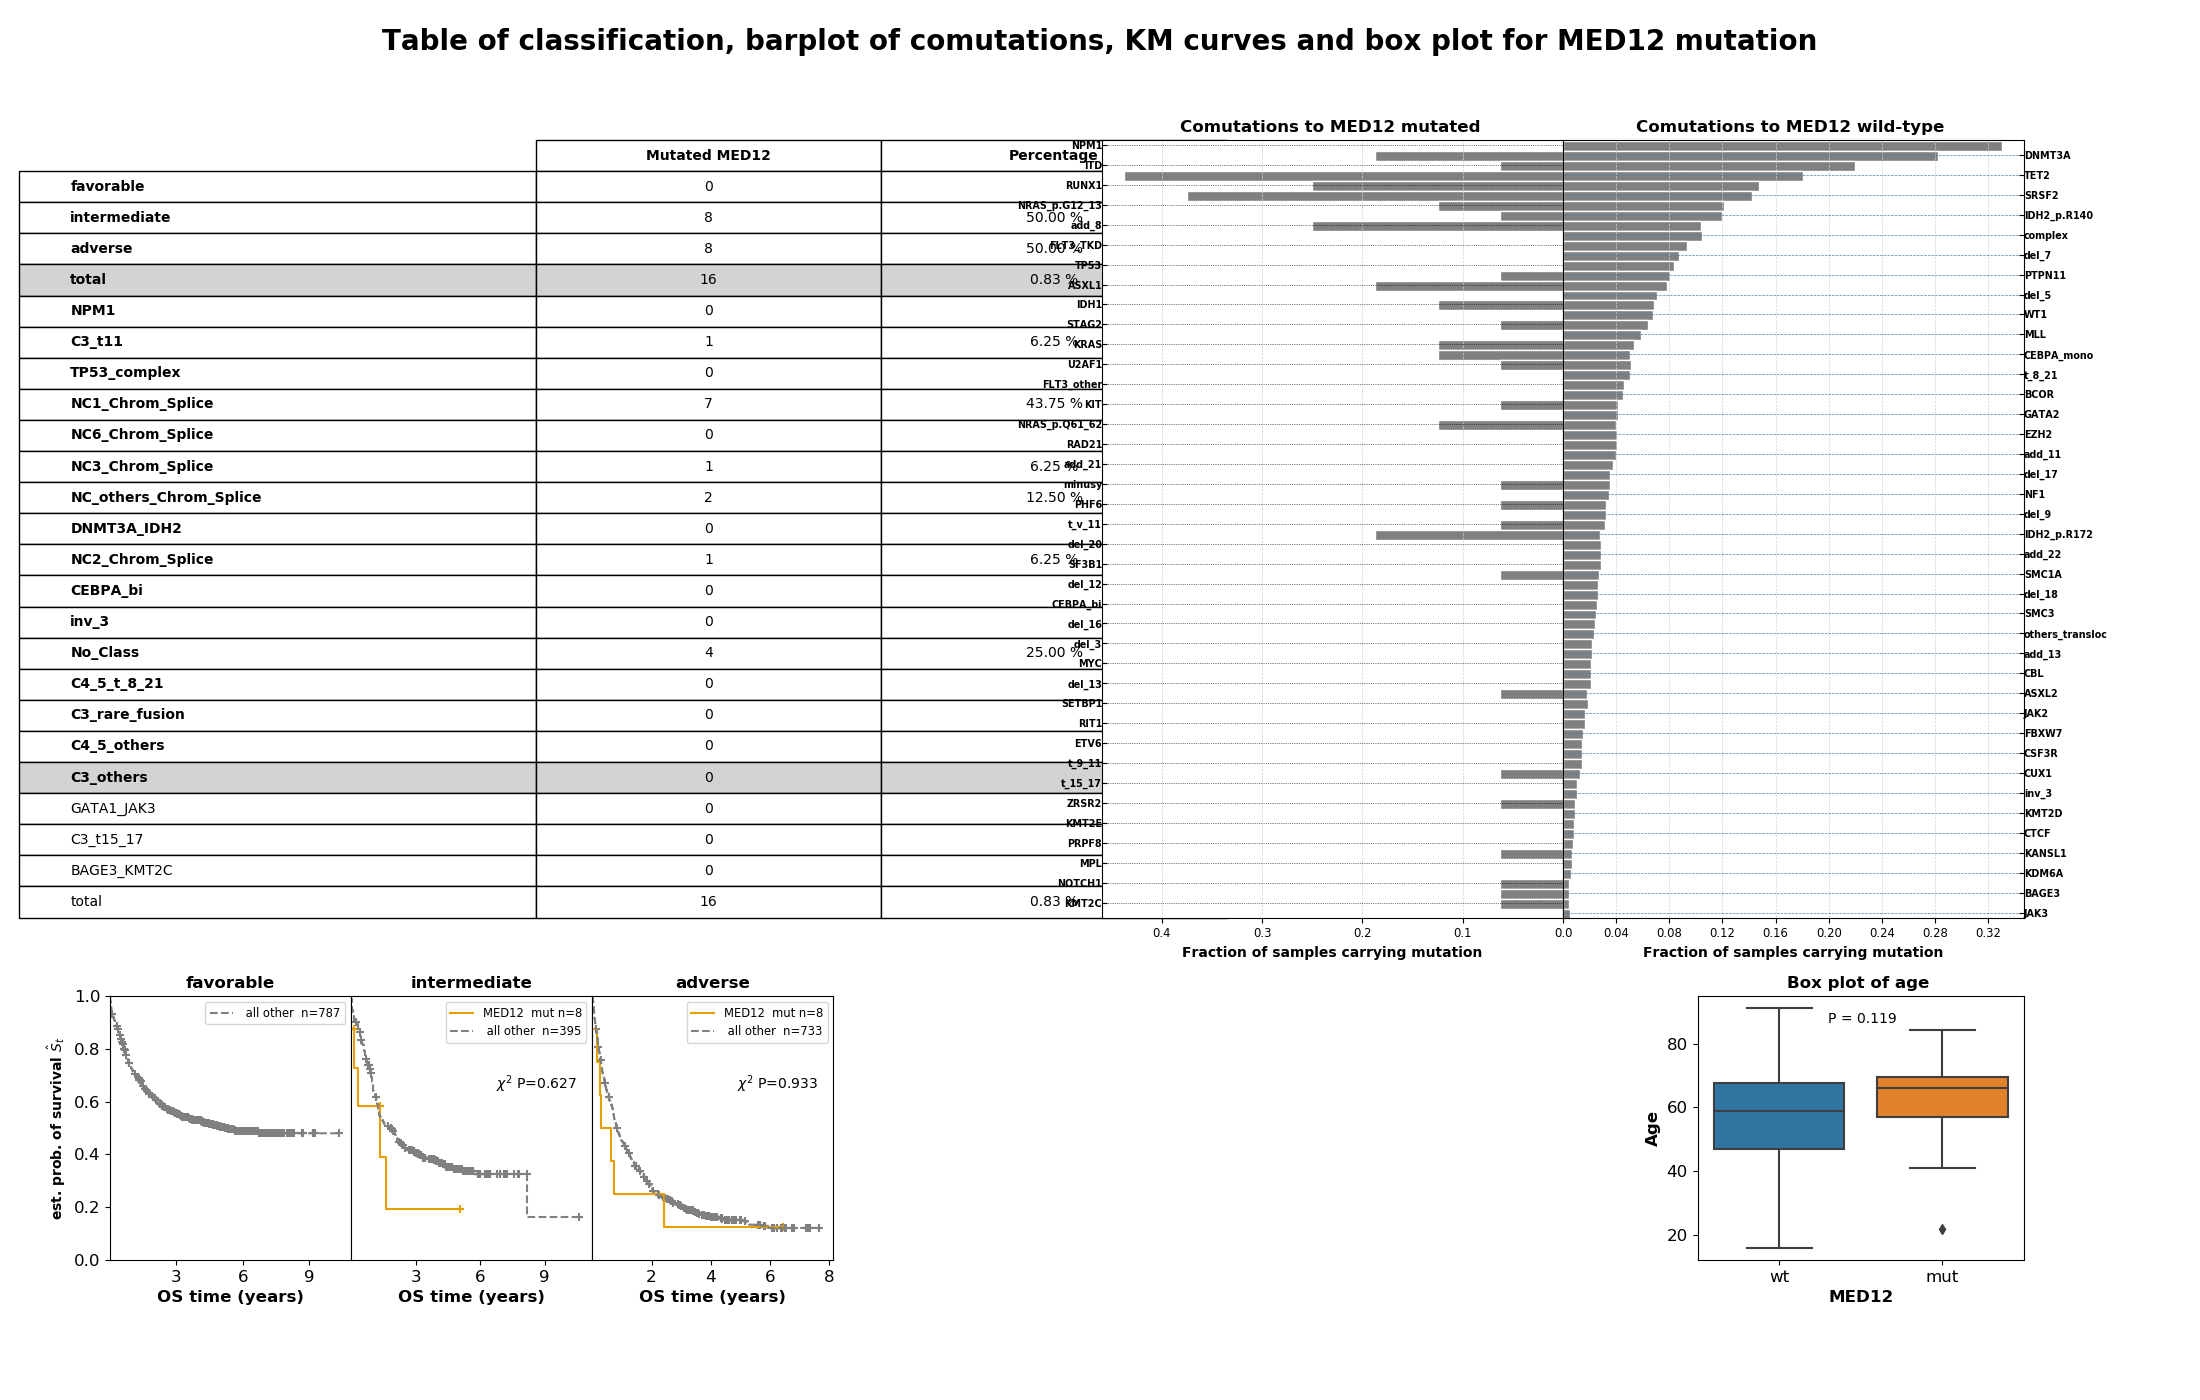 Table of classification, barplot of comutations, KM curves and box plot for MED12 mutation
Mutated MED12 Percentage
favorable 0
intermediate 8 50.00 %
adverse 8 50.00 %
total 16 0.83 %
NPM1 0
C3_t11 1 6.25 %
TP53_complex 0
NC1_Chrom_Splice 7 43.75 %
NC6_Chrom_Splice 0
NC3_Chrom_Splice 1 6.25 %
NC_others_Chrom_Splice 2 12.50 %
DNMT3A_IDH2 0
NC2_Chrom_Splice 1 6.25 %
CEBPA_bi 0
inv_3 0
No_Class 4 25.00 %
C4_5_t_8_21 0
C3_rare_fusion 0
C4_5_others 0
C3_others 0
GATA1_JAK3 0
C3_t15_17 0
BAGE3_KMT2C 0
total 16 0.83 %
Comutations to MED12 mutated
NPM1
ITD
RUNX1
NRAS_p.G12_13
add_8
FLT3_TKD
TP53
ASXL1
IDH1
STAG2
KRAS
U2AF1
FLT3_other
KIT
NRAS_p.Q61_62
RAD21
add_21
minusy
PHF6
t_v_11
del_20
SF3B1
del_12
CEBPA_bi
del_16
del_3
MYC
del_13
SETBP1
RIT1
ETV6
t_9_11
t_15_17
ZRSR2
KMT2E
PRPF8
MPL
NOTCH1
KMT2C
0.4 0.3 0.2 0.1
Fraction of samples carrying mutation
Comutations to MED12 wild-type
DNMT3A
TET2
SRSF2
IDH2_p.R140
complex
del_7
PTPN11
del_5
WT1
MLL
CEBPA_mono
t_8_21
BCOR
GATA2
EZH2
add_11
del_17
NF1
del_9
IDH2_p.R172
add_22
SMC1A
del_18
SMC3
others_transloc
add_13
CBL
ASXL2
JAK2
FBXW7
CSF3R
CUX1
inv_3
KMT2D
CTCF
KANSL1
KDM6A
BAGE3
JAK3
0.0 0.04 0.08 0.12 0.16 0.20 0.24 0.28 0.32
Fraction of samples carrying mutation
est. prob. of survival Ŝt
1.0
0.8
0.6
0.4
0.2
0.0
favorable
all other n=787
3 6 9
OS time (years)
intermediate
MED12 mut n=8
all other n=395
χ² P=0.627
3 6 9
OS time (years)
adverse
MED12 mut n=8
all other n=733
χ² P=0.933
2 4 6 8
OS time (years)
Box plot of age
P = 0.119
Age
80
60
40
20
wt mut
MED12